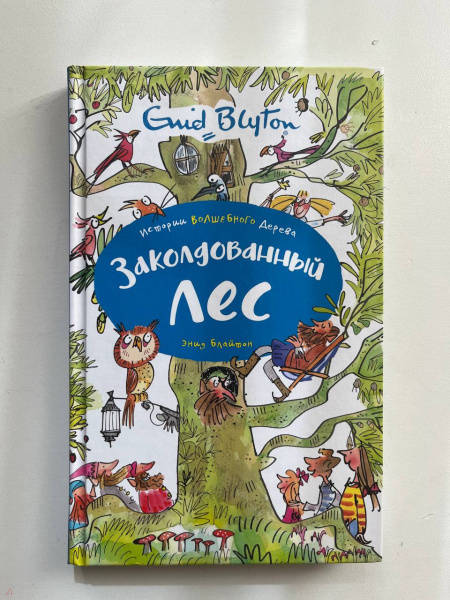 Enid Blyton
Истории волшебного дерева
Заколдованный
лес
Энид Блайтон